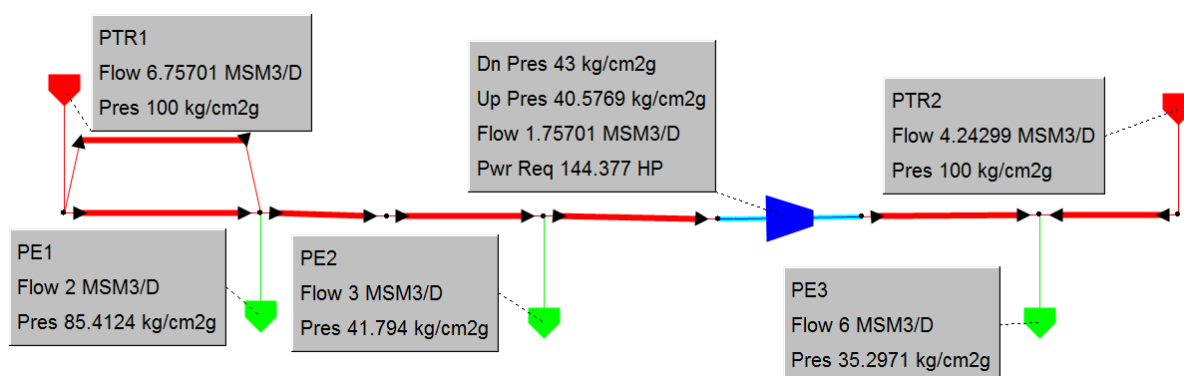 PTR1
Flow 6.75701 MSM3/D
Pres 100 kg/cm2g
Dn Pres 43 kg/cm2g
Up Pres 40.5769 kg/cm2g
Flow 1.75701 MSM3/D
Pwr Req 144.377 HP
PTR2
Flow 4.24299 MSM3/D
Pres 100 kg/cm2g
PE1
Flow 2 MSM3/D
Pres 85.4124 kg/cm2g
PE2
Flow 3 MSM3/D
Pres 41.794 kg/cm2g
PE3
Flow 6 MSM3/D
Pres 35.2971 kg/cm2g